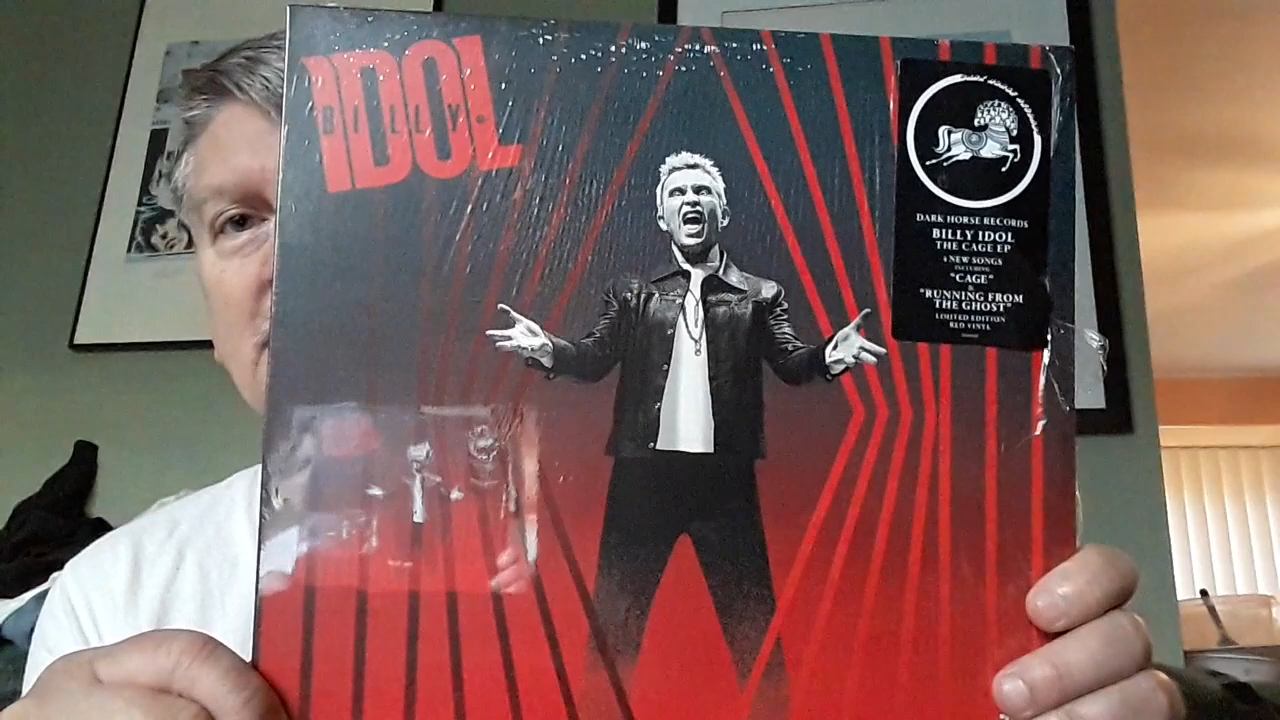 IDOL
BILLY
DARK HORSE RECORDS
BILLY IDOL
THE CAGE EP
4 NEW SONGS
INCLUDING
"CAGE"
&
"RUNNING FROM
THE GHOST"
LIMITED EDITION
RED VINYL